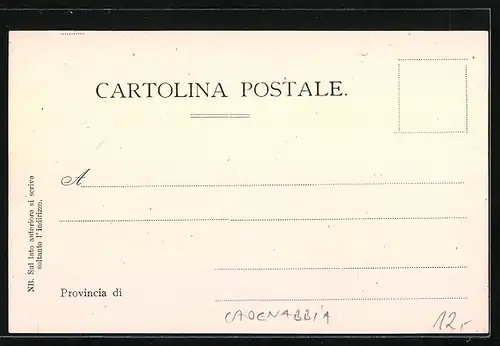 CARTOLINA POSTALE.
A
Provincia di
NB. Sul lato anteriore si scrive
soltanto l'indirizzo.
CADENABBIA
12,-